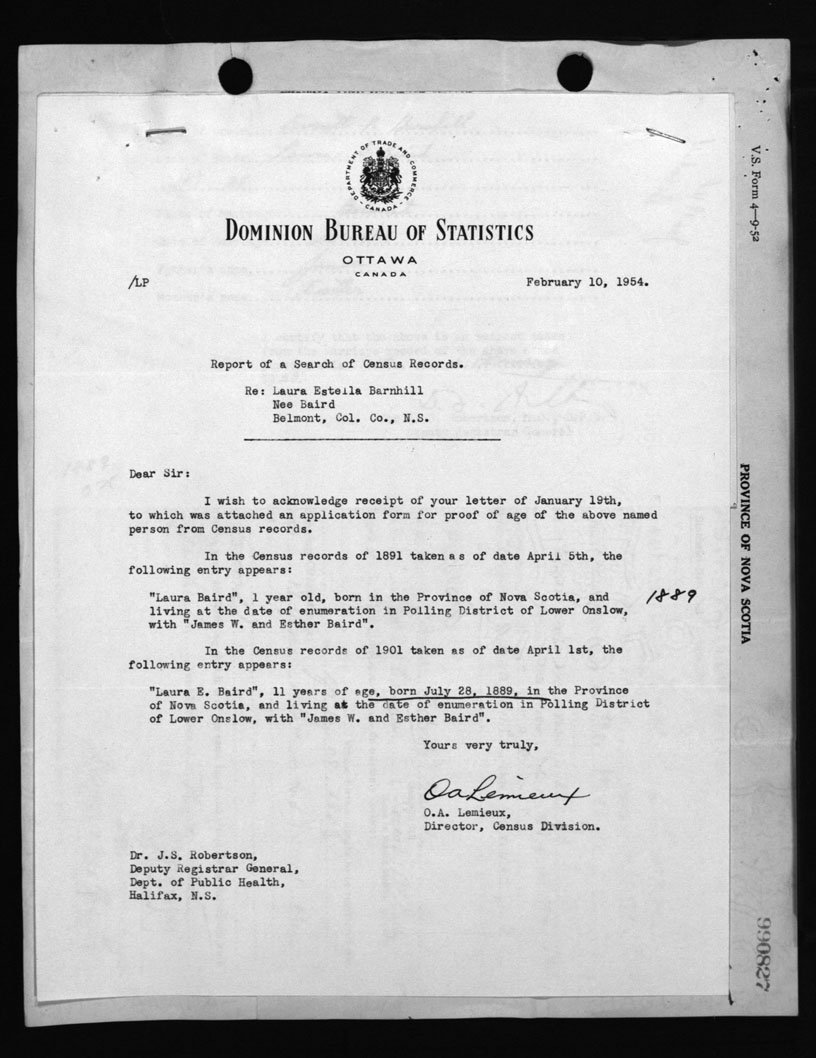 DEPARTMENT OF TRADE AND COMMERCE
CANADA
DOMINION BUREAU OF STATISTICS
OTTAWA
CANADA
/LP
February 10, 1954.
Report of a Search of Census Records.
Re: Laura Estella Barnhill
Nee Baird
Belmont, Col. Co., N.S.
Dear Sir:
I wish to acknowledge receipt of your letter of January 19th,
to which was attached an application form for proof of age of the above named
person from Census records.
In the Census records of 1891 taken as of date April 5th, the
following entry appears:
"Laura Baird", 1 year old, born in the Province of Nova Scotia, and
living at the date of enumeration in Polling District of Lower Onslow,
with "James W. and Esther Baird".
1889
In the Census records of 1901 taken as of date April 1st, the
following entry appears:
"Laura E. Baird", 11 years of age, born July 28, 1889, in the Province
of Nova Scotia, and living at the date of enumeration in Polling District
of Lower Onslow, with "James W. and Esther Baird".
Yours very truly,
OALemieux
O.A. Lemieux,
Director, Census Division.
Dr. J.S. Robertson,
Deputy Registrar General,
Dept. of Public Health,
Halifax, N.S.
V.S. Form 4—9-52
PROVINCE OF NOVA SCOTIA
990827